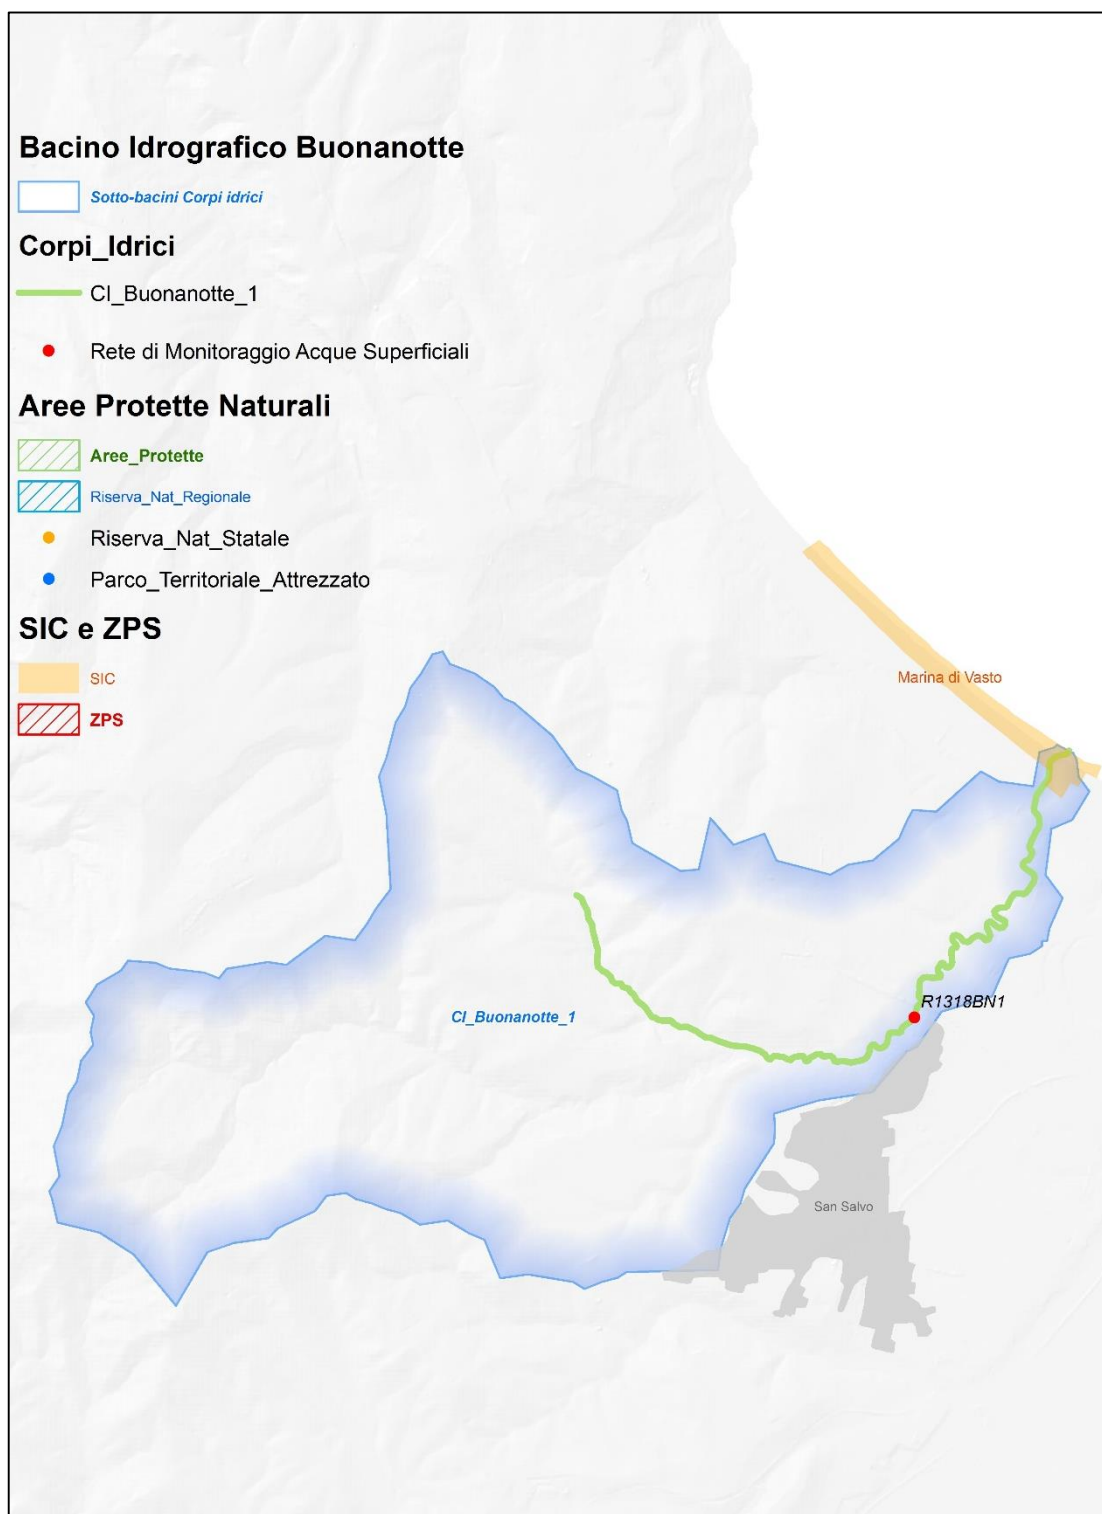 Bacino Idrografico Buonanotte
Sotto-bacini Corpi idrici
Corpi_Idrici
CI_Buonanotte_1
Rete di Monitoraggio Acque Superficiali
Aree Protette Naturali
Aree_Protette
Riserva_Nat_Regionale
Riserva_Nat_Statale
Parco_Territoriale_Attrezzato
SIC e ZPS
SIC
ZPS
Marina di Vasto
R1318BN1
CI_Buonanotte_1
San Salvo